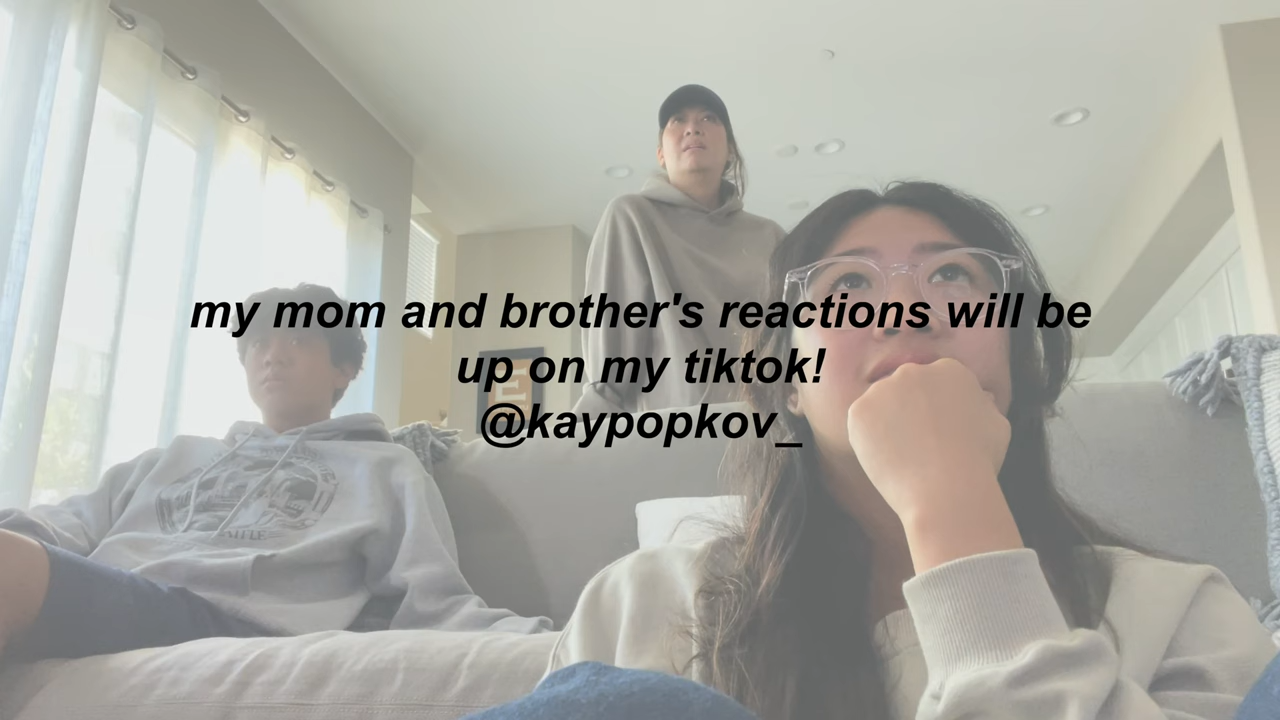 my mom and brother's reactions will be
up on my tiktok!
@kaypopkov_